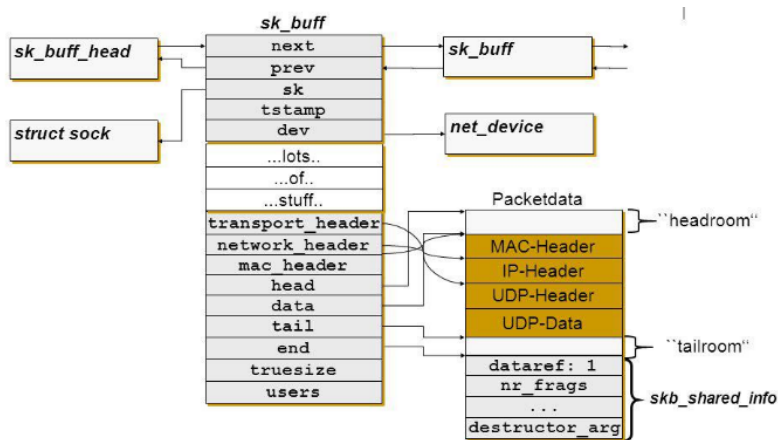 sk_buff
sk_buff_head
next
prev
sk
tstamp
dev
sk_buff
struct sock
net_device
...lots..
...of..
...stuff..
transport_header
network_header
mac_header
head
data
tail
end
truesize
users
Packetdata
MAC-Header
IP-Header
UDP-Header
UDP-Data
dataref: 1
nr_frags
...
destructor_arg
``headroom“
``tailroom“
skb_shared_info